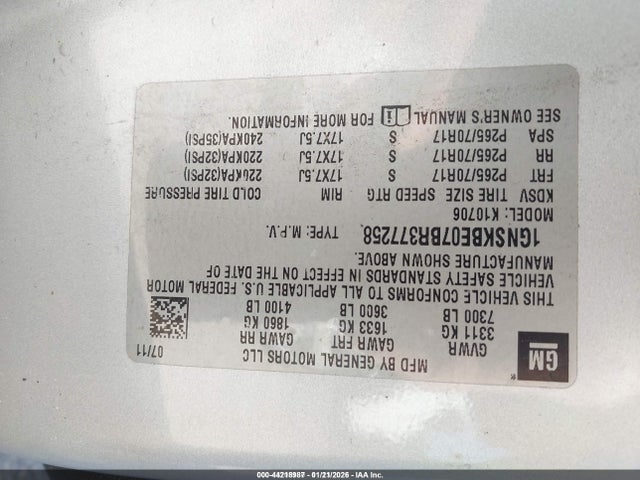 GM
®
MFD BY GENERAL MOTORS LLC 07/11
GVWR GAWR FRT GAWR RR
3311 KG 1633 KG 1860 KG
7300 LB 3600 LB 4100 LB
THIS VEHICLE CONFORMS TO ALL APPLICABLE U.S. FEDERAL MOTOR
VEHICLE SAFETY STANDARDS IN EFFECT ON THE DATE OF
MANUFACTURE SHOWN ABOVE.
1GNSKBE07BR377258 TYPE: M.P.V.
MODEL: K10706
KDSV TIRE SIZE SPEED RTG RIM COLD TIRE PRESSURE
FRT P265/70R17 S 17X7.5J 220KPA(32PSI)
RR P265/70R17 S 17X7.5J 220KPA(32PSI)
SPA P265/70R17 S 17X7.5J 240KPA(35PSI)
SEE OWNER'S MANUAL FOR MORE INFORMATION.
000-44218987 - 01/21/2026 - IAA Inc.